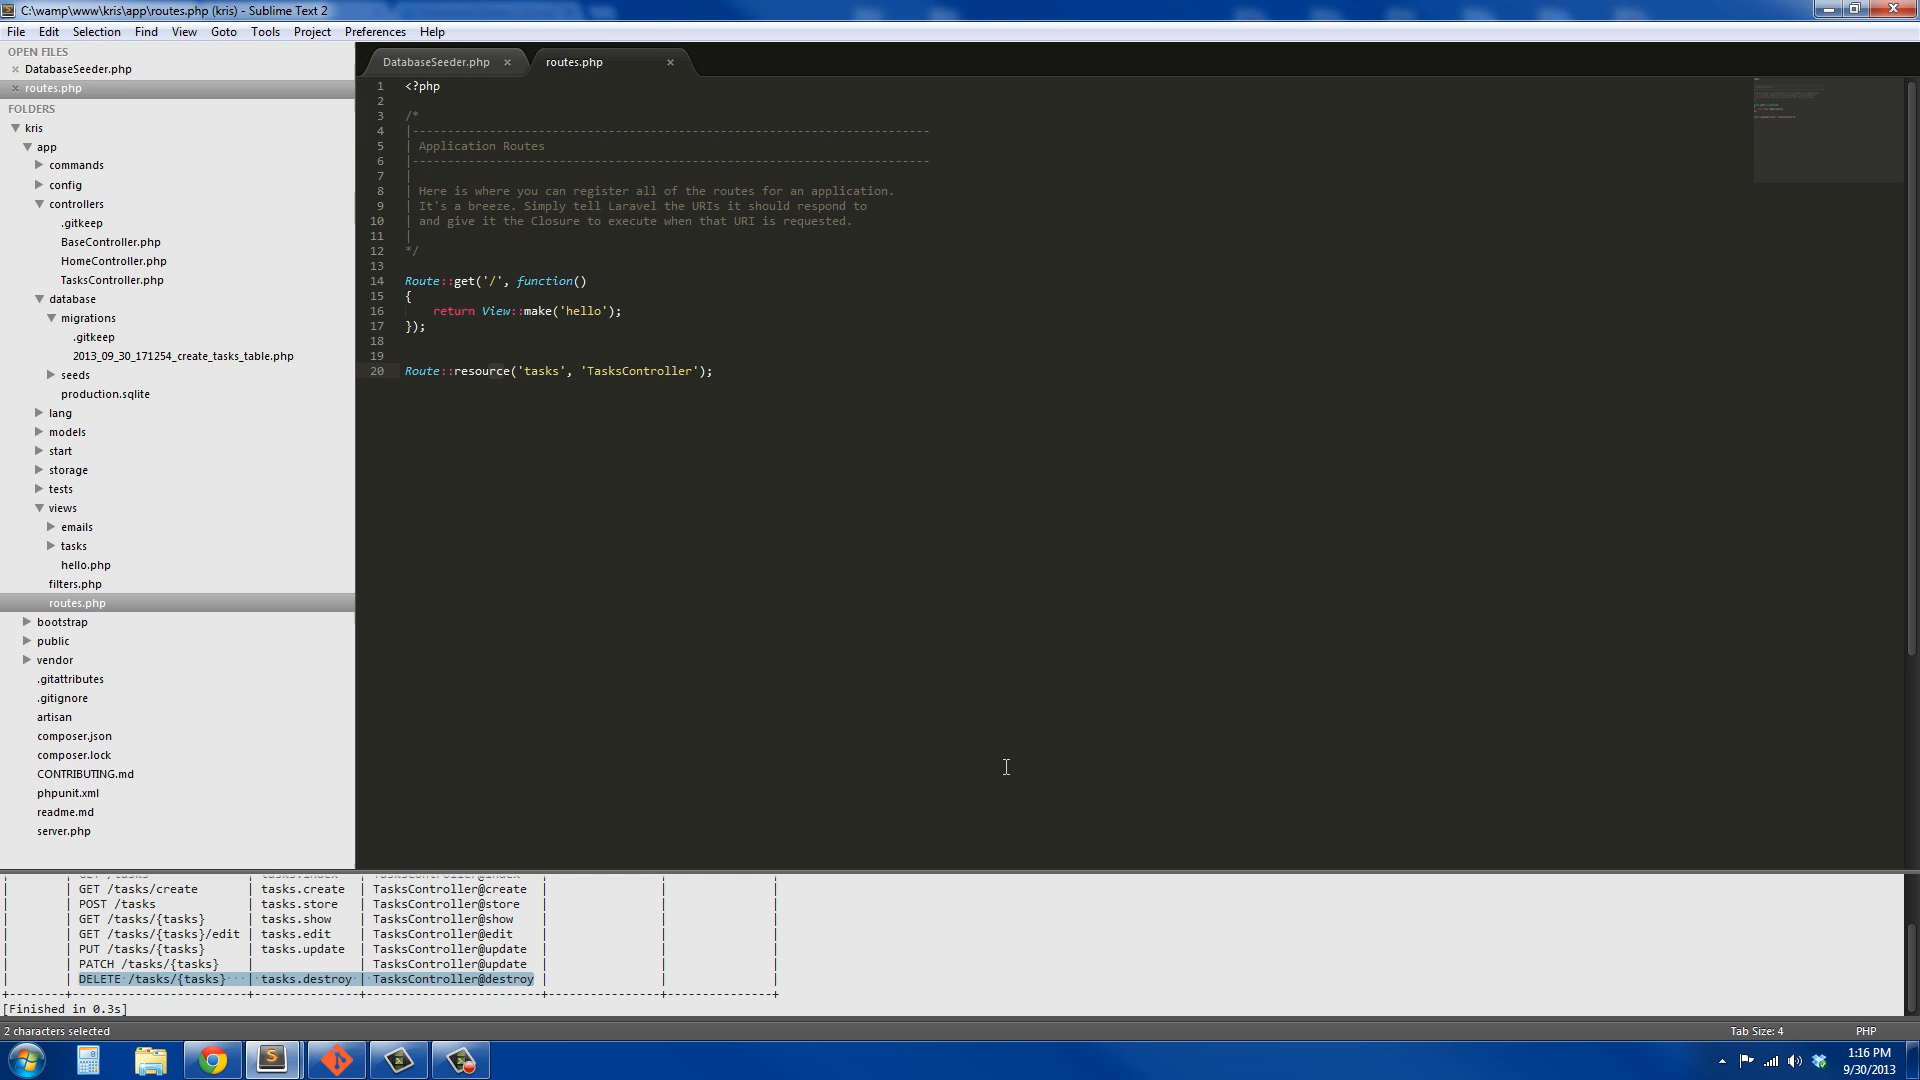 C:\wamp\www\kris\app\routes.php (kris) - Sublime Text 2
File Edit Selection Find View Goto Tools Project Preferences Help
OPEN FILES
DatabaseSeeder.php
routes.php
FOLDERS
kris
app
commands
config
controllers
.gitkeep
BaseController.php
HomeController.php
TasksController.php
database
migrations
.gitkeep
2013_09_30_171254_create_tasks_table.php
seeds
production.sqlite
lang
models
start
storage
tests
views
emails
tasks
hello.php
filters.php
routes.php
bootstrap
public
vendor
.gitattributes
.gitignore
artisan
composer.json
composer.lock
CONTRIBUTING.md
phpunit.xml
readme.md
server.php
DatabaseSeeder.php routes.php
1 <?php
2
3 /*
4 |--------------------------------------------------------------------------
5 | Application Routes
6 |--------------------------------------------------------------------------
7 |
8 | Here is where you can register all of the routes for an application.
9 | It's a breeze. Simply tell Laravel the URIs it should respond to
10 | and give it the Closure to execute when that URI is requested.
11 |
12 */
13
14 Route::get('/', function()
15 {
16 return View::make('hello');
17 });
18
19
20 Route::resource('tasks', 'TasksController');
| | GET /tasks | tasks.index | TasksController@index | | |
| | GET /tasks/create | tasks.create | TasksController@create | | |
| | POST /tasks | tasks.store | TasksController@store | | |
| | GET /tasks/{tasks} | tasks.show | TasksController@show | | |
| | GET /tasks/{tasks}/edit | tasks.edit | TasksController@edit | | |
| | PUT /tasks/{tasks} | tasks.update | TasksController@update | | |
| | PATCH /tasks/{tasks} | | TasksController@update | | |
| | DELETE /tasks/{tasks} | tasks.destroy | TasksController@destroy | | |
+--------+-------------------------+---------------+-------------------------+----------------+---------------+
[Finished in 0.3s]
2 characters selected Tab Size: 4 PHP
1:16 PM
9/30/2013